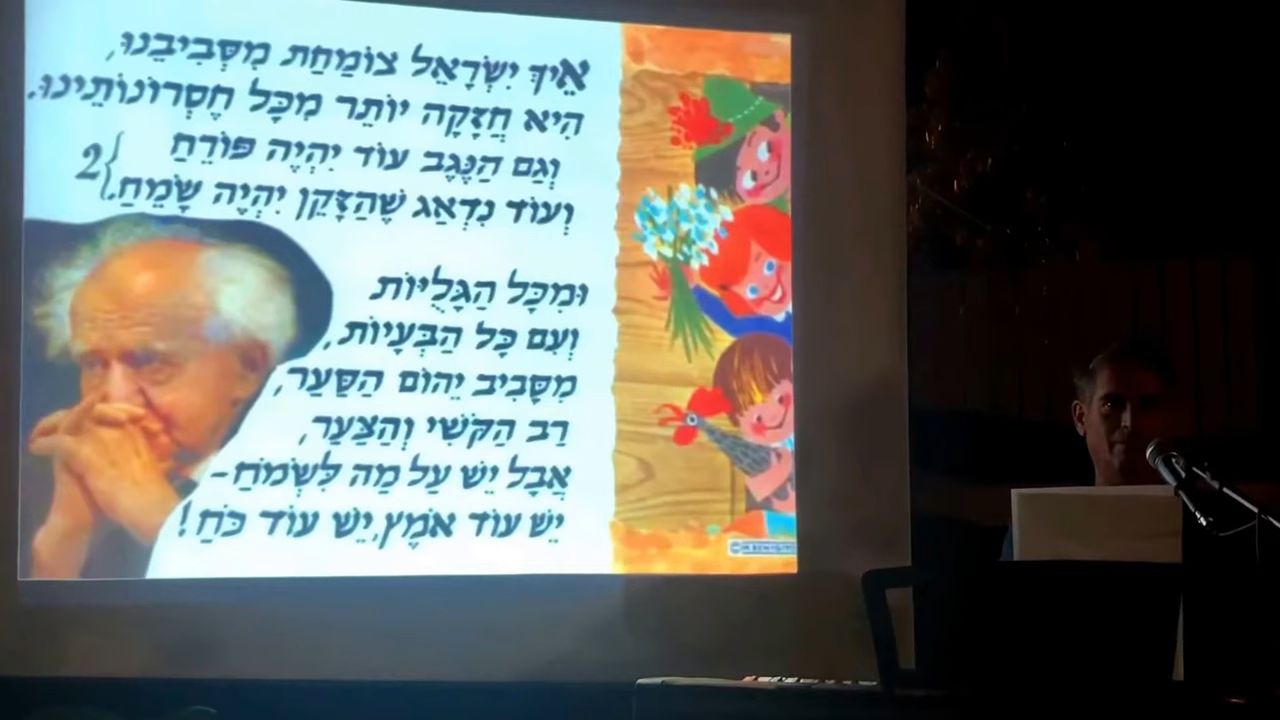 אֵיךְ יִשְׂרָאֵל צוֹמַחַת מִסְּבִיבֵנוּ,
הִיא חֲזָקָה יוֹתֵר מִכָּל חֶסְרוֹנוֹתֵינוּ.
וְגַם הַנֶּגֶב עוֹד יִהְיֶה פּוֹרֵחַ
2}
וְעוֹד נִדְאַג שֶׁהַזָּקֵן יִהְיֶה שָׂמֵחַ.
וּמִכָּל הַגָּלֻיּוֹת
וְעִם כָּל הַבְּעָיוֹת,
מִסָּבִיב יֵהוֹם הַסַּעַר,
רַב הַקֹּשִׁי וְהַצַּעַר,
אֲבָל יֵשׁ עַל מַה לִּשְׂמֹחַ-
יֵשׁ עוֹד אֹמֶץ, יֵשׁ עוֹד כֹּחַ!